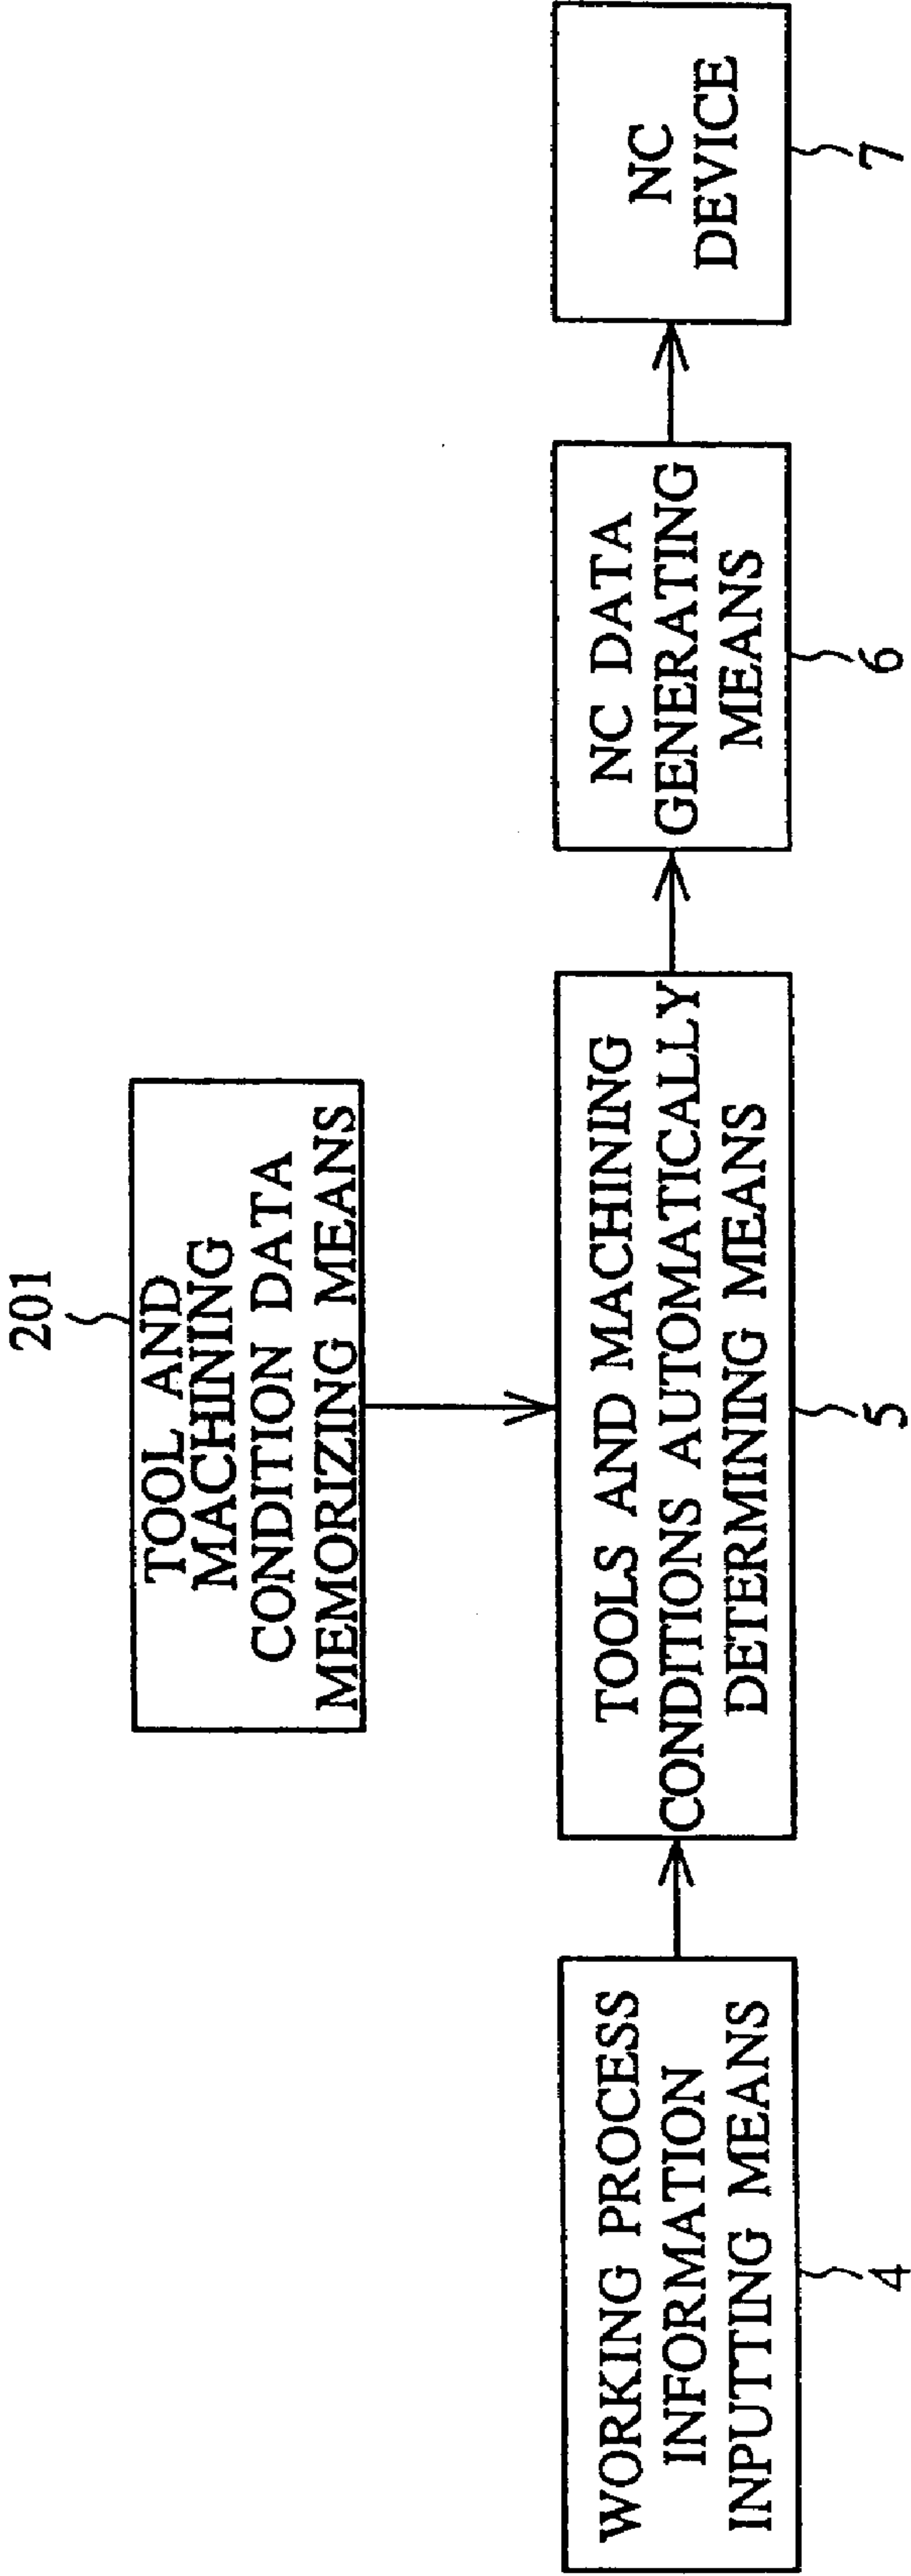 201
TOOL AND
MACHINING
CONDITION DATA
MEMORIZING MEANS
WORKING PROCESS
INFORMATION
INPUTTING MEANS
4
TOOLS AND MACHINING
CONDITIONS AUTOMATICALLY
DETERMINING MEANS
5
NC DATA
GENERATING
MEANS
6
NC
DEVICE
7